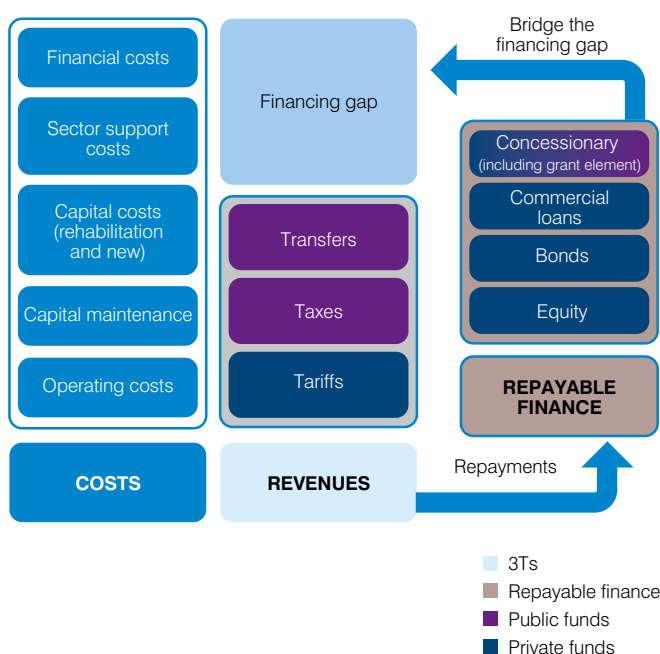 Financial costs
Sector support
costs
Capital costs
(rehabilitation
and new)
Capital maintenance
Operating costs
COSTS
Financing gap
Transfers
Taxes
Tariffs
REVENUES
Bridge the
financing gap
Concessionary
(including grant element)
Commercial
loans
Bonds
Equity
REPAYABLE
FINANCE
Repayments
3Ts
Repayable finance
Public funds
Private funds